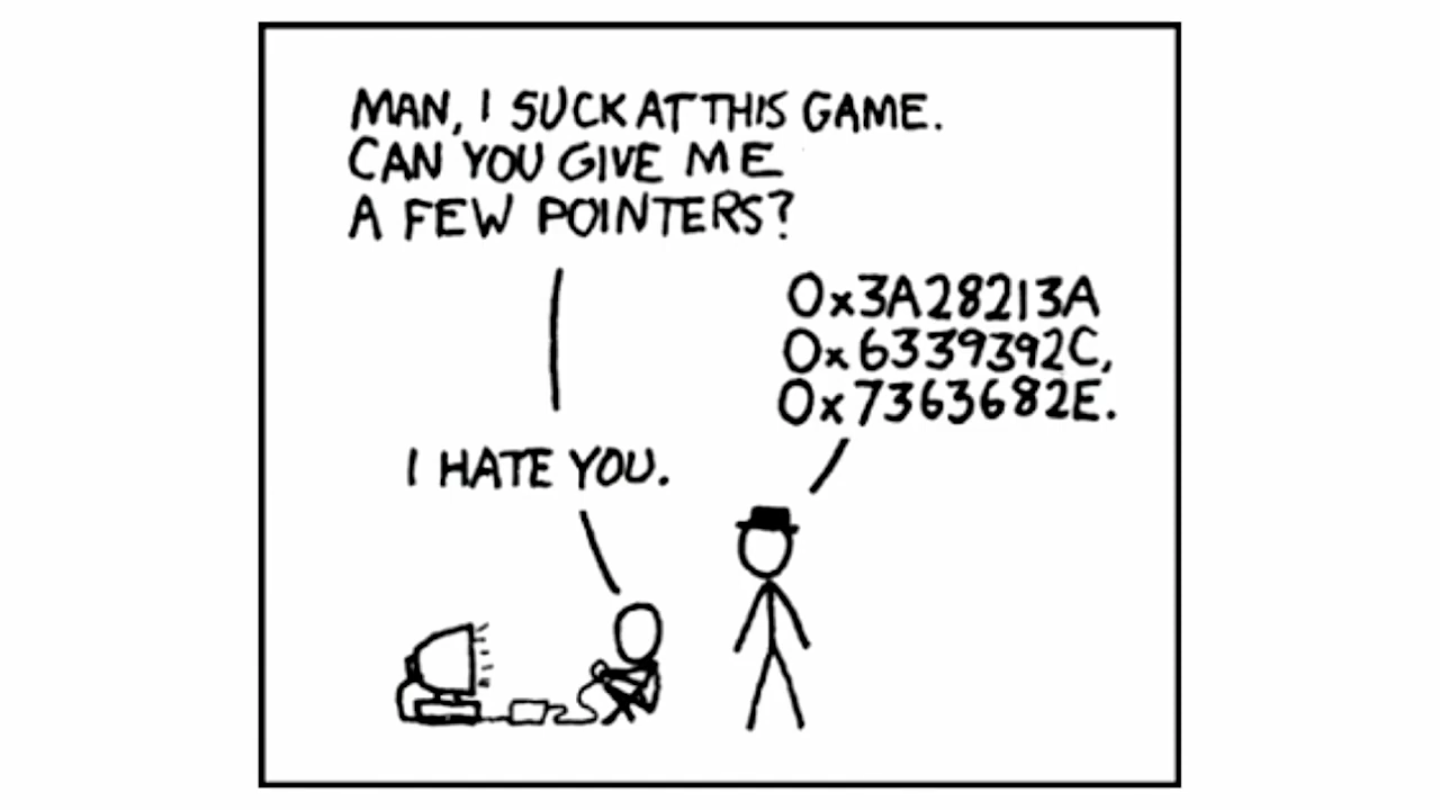 MAN, I SUCK AT THIS GAME.
CAN YOU GIVE ME
A FEW POINTERS?
0x3A28213A
0x6339392C,
0x7363682E.
I HATE YOU.